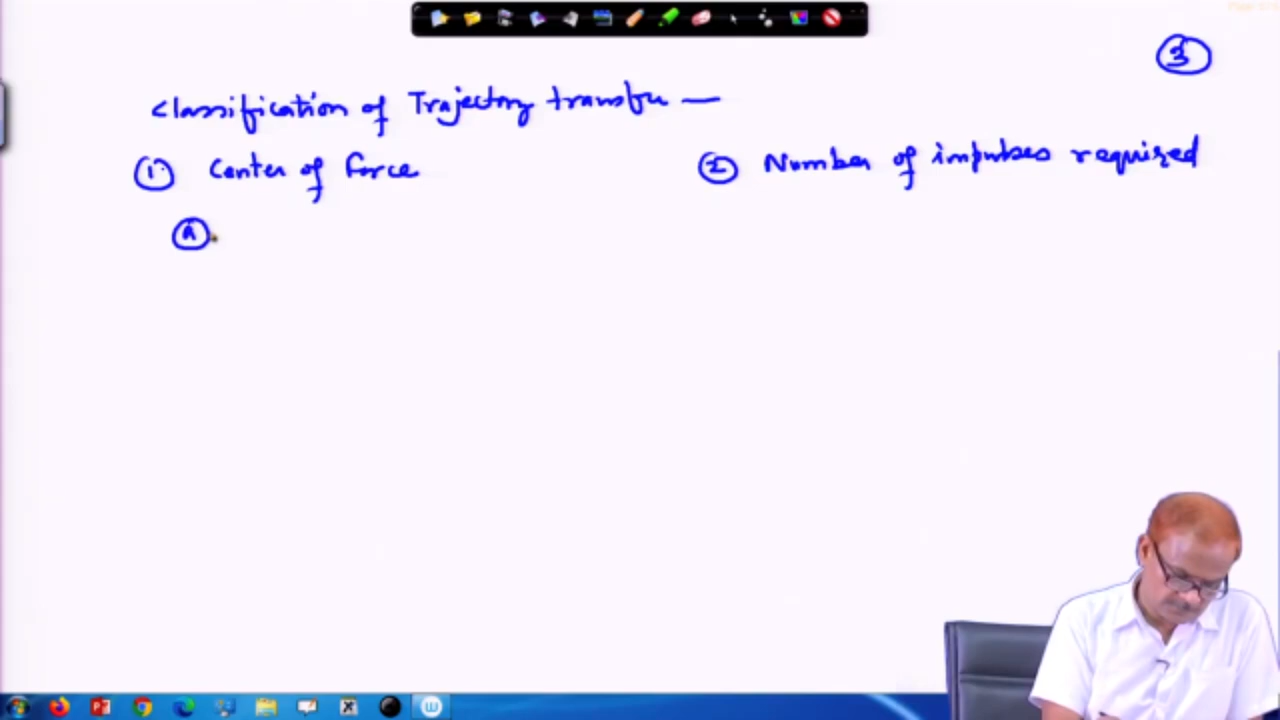 3
Classification of Trajectory transfer —
① Center of force
② Number of impulses required
Ⓐ